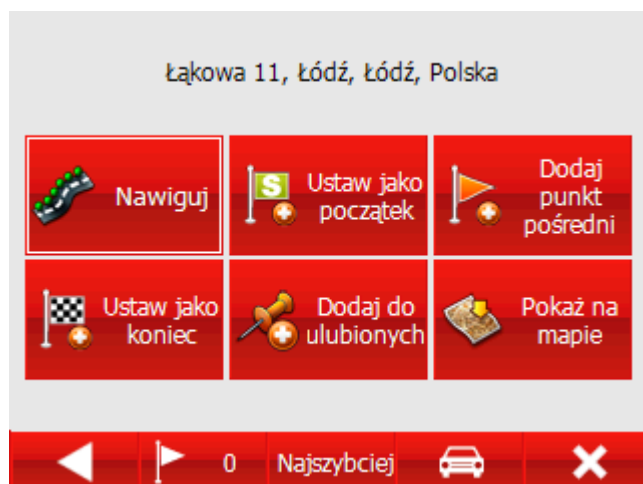 Łąkowa 11, Łódź, Łódź, Polska
Nawiguj
Ustaw jako
początek
Dodaj
punkt
pośredni
Ustaw jako
koniec
Dodaj do
ulubionych
Pokaż na
mapie
0
Najszybciej